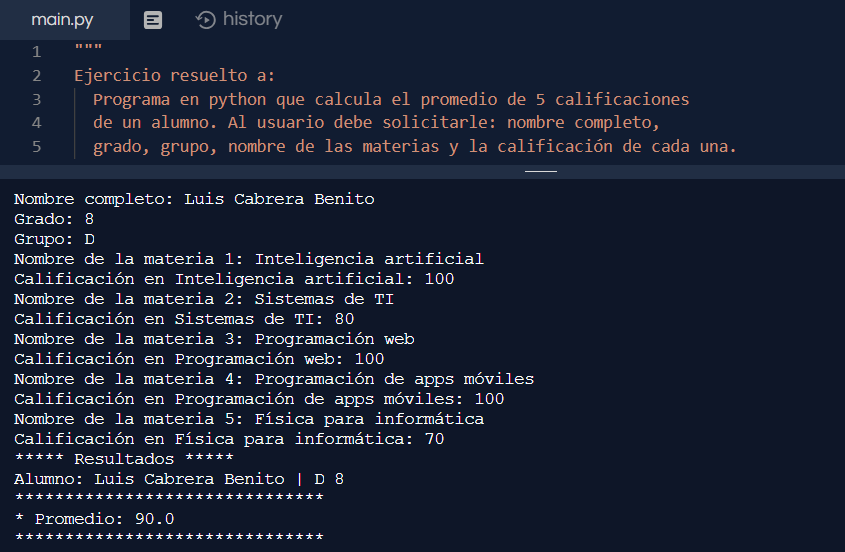 main.py history
1 """
2 Ejercicio resuelto a:
3 Programa en python que calcula el promedio de 5 calificaciones
4 de un alumno. Al usuario debe solicitarle: nombre completo,
5 grado, grupo, nombre de las materias y la calificación de cada una.
Nombre completo: Luis Cabrera Benito
Grado: 8
Grupo: D
Nombre de la materia 1: Inteligencia artificial
Calificación en Inteligencia artificial: 100
Nombre de la materia 2: Sistemas de TI
Calificación en Sistemas de TI: 80
Nombre de la materia 3: Programación web
Calificación en Programación web: 100
Nombre de la materia 4: Programación de apps móviles
Calificación en Programación de apps móviles: 100
Nombre de la materia 5: Física para informática
Calificación en Física para informática: 70
***** Resultados *****
Alumno: Luis Cabrera Benito | D 8
*******************************
* Promedio: 90.0
*******************************